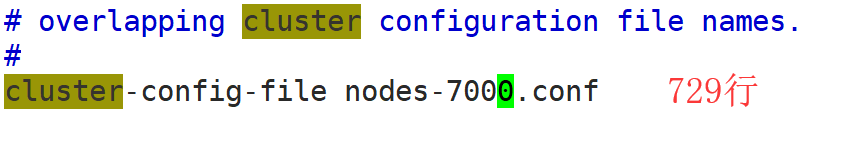 # overlapping cluster configuration file names.
#
cluster-config-file nodes-7000.conf 729行